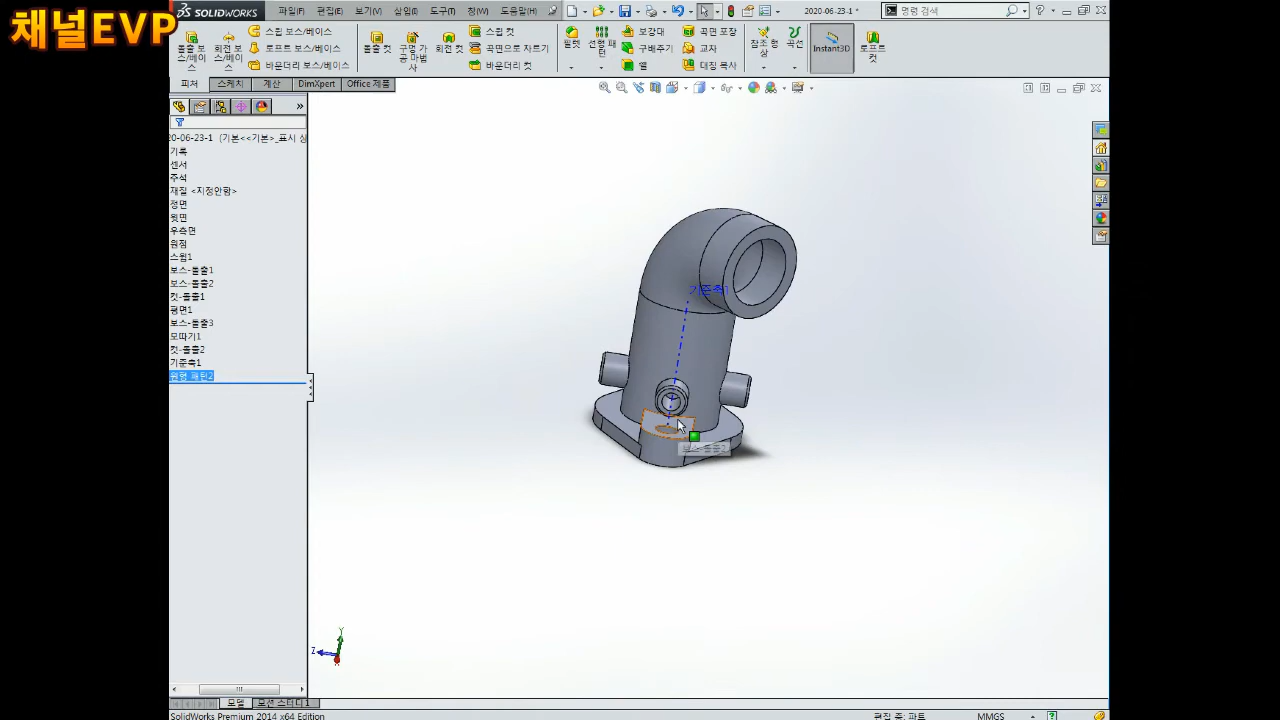 채널EVP
SOLIDWORKS
파일(F) 편집(E) 보기(V) 삽입(I) 도구(T) 창(W) 도움말(H)
2020-06-23-1 *
명령 검색
돌출 보스/베이스
회전 보스/베이스
스윕 보스/베이스
로프트 보스/베이스
바운더리 보스/베이스
돌출 컷
구멍 가공 마법사
회전 컷
스윕 컷
곡면으로 자르기
바운더리 컷
필렛
선형 패턴
보강대
구배주기
쉘
곡면 포장
교차
대칭 복사
참조 형상
곡선
Instant3D
로프트 컷
피처 스케치 계산 DimXpert Office 제품
20-06-23-1 (기본<<기본>_표시 상
기록
센서
주석
재질 <지정안함>
정면
윗면
우측면
원점
스윕1
보스-돌출1
보스-돌출2
컷-돌출1
평면1
보스-돌출3
모따기1
컷-돌출2
기준축1
원형 패턴2
기준축1
Y
Z
모델 모션 스터디 1
SolidWorks Premium 2014 x64 Edition
편집 중: 파트
MMGS